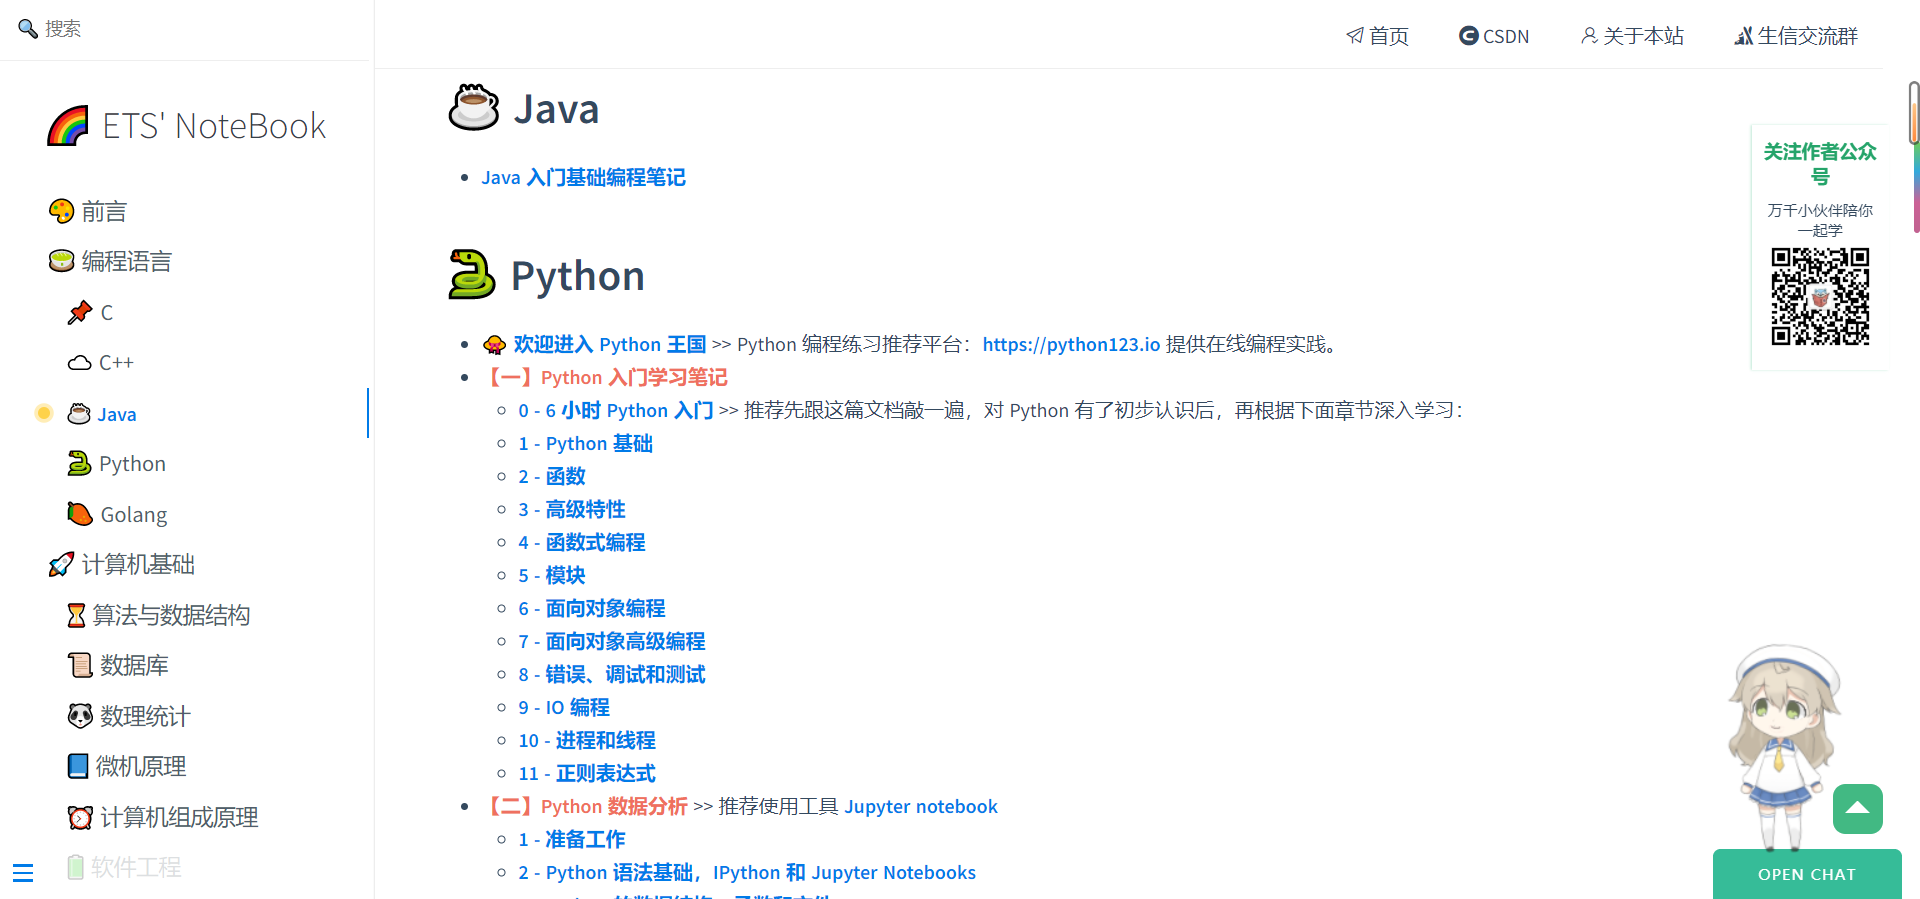 搜索
首页
CSDN
关于本站
生信交流群
ETS' NoteBook
前言
编程语言
C
C++
Java
Python
Golang
计算机基础
算法与数据结构
数据库
数理统计
微机原理
计算机组成原理
软件工程
Java
Java 入门基础编程笔记
Python
欢迎进入 Python 王国 >> Python 编程练习推荐平台：https://python123.io 提供在线编程实践。
【一】Python 入门学习笔记
0 - 6 小时 Python 入门 >> 推荐先跟这篇文档敲一遍，对 Python 有了初步认识后，再根据下面章节深入学习：
1 - Python 基础
2 - 函数
3 - 高级特性
4 - 函数式编程
5 - 模块
6 - 面向对象编程
7 - 面向对象高级编程
8 - 错误、调试和测试
9 - IO 编程
10 - 进程和线程
11 - 正则表达式
【二】Python 数据分析 >> 推荐使用工具 Jupyter notebook
1 - 准备工作
2 - Python 语法基础，IPython 和 Jupyter Notebooks
关注作者公众
号
万千小伙伴陪你
一起学
OPEN CHAT